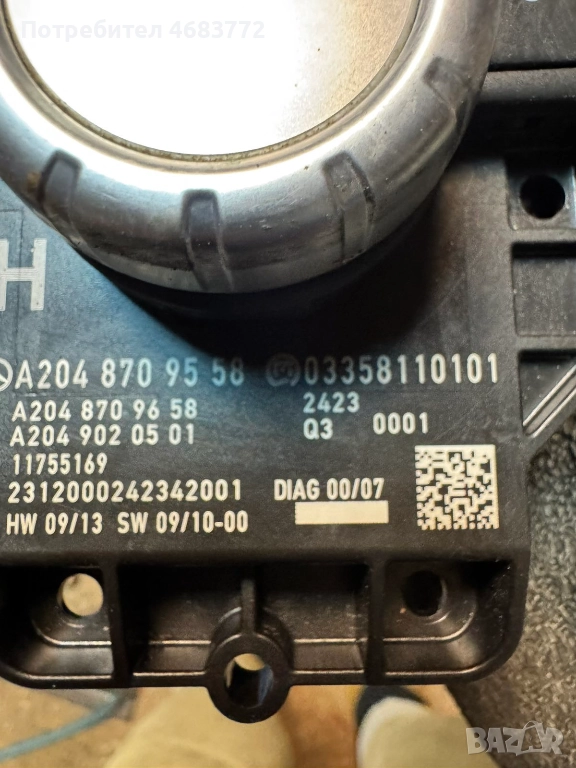 Потребител 4683772
H
A204 870 95 58 03358110101
A204 870 96 58 2423
A204 902 05 01 Q3 0001
11755169
2312000242342001 DIAG 00/07
HW 09/13 SW 09/10-00
BAZAR